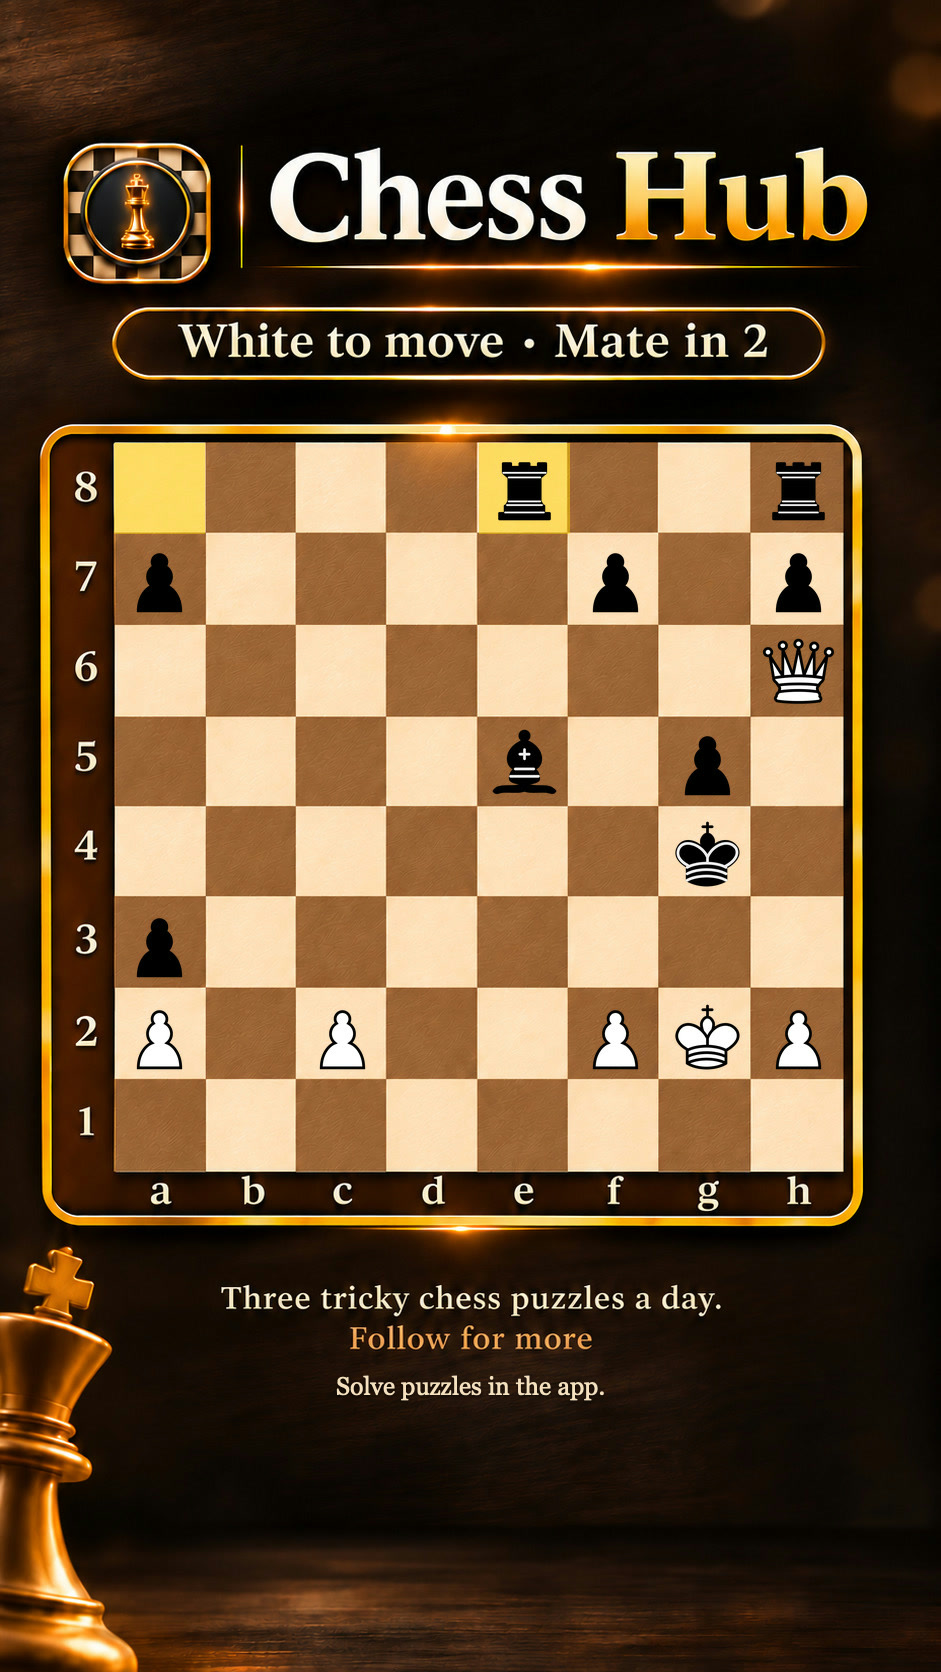 Chess Hub
White to move · Mate in 2
8
7
6
5
4
3
2
1
a b c d e f g h
Three tricky chess puzzles a day.
Follow for more
Solve puzzles in the app.